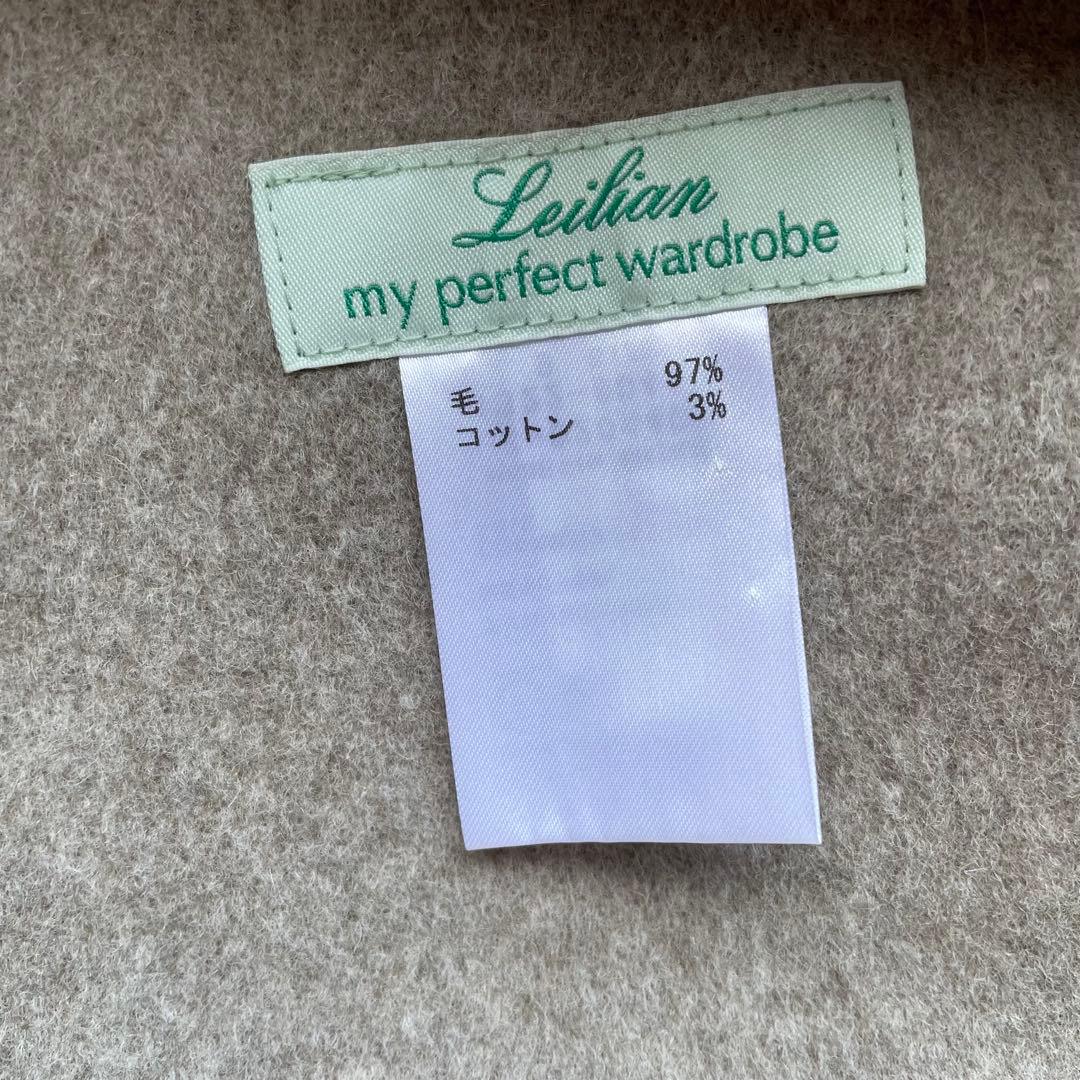 Leilian
my perfect wardrobe
毛 97%
コットン 3%